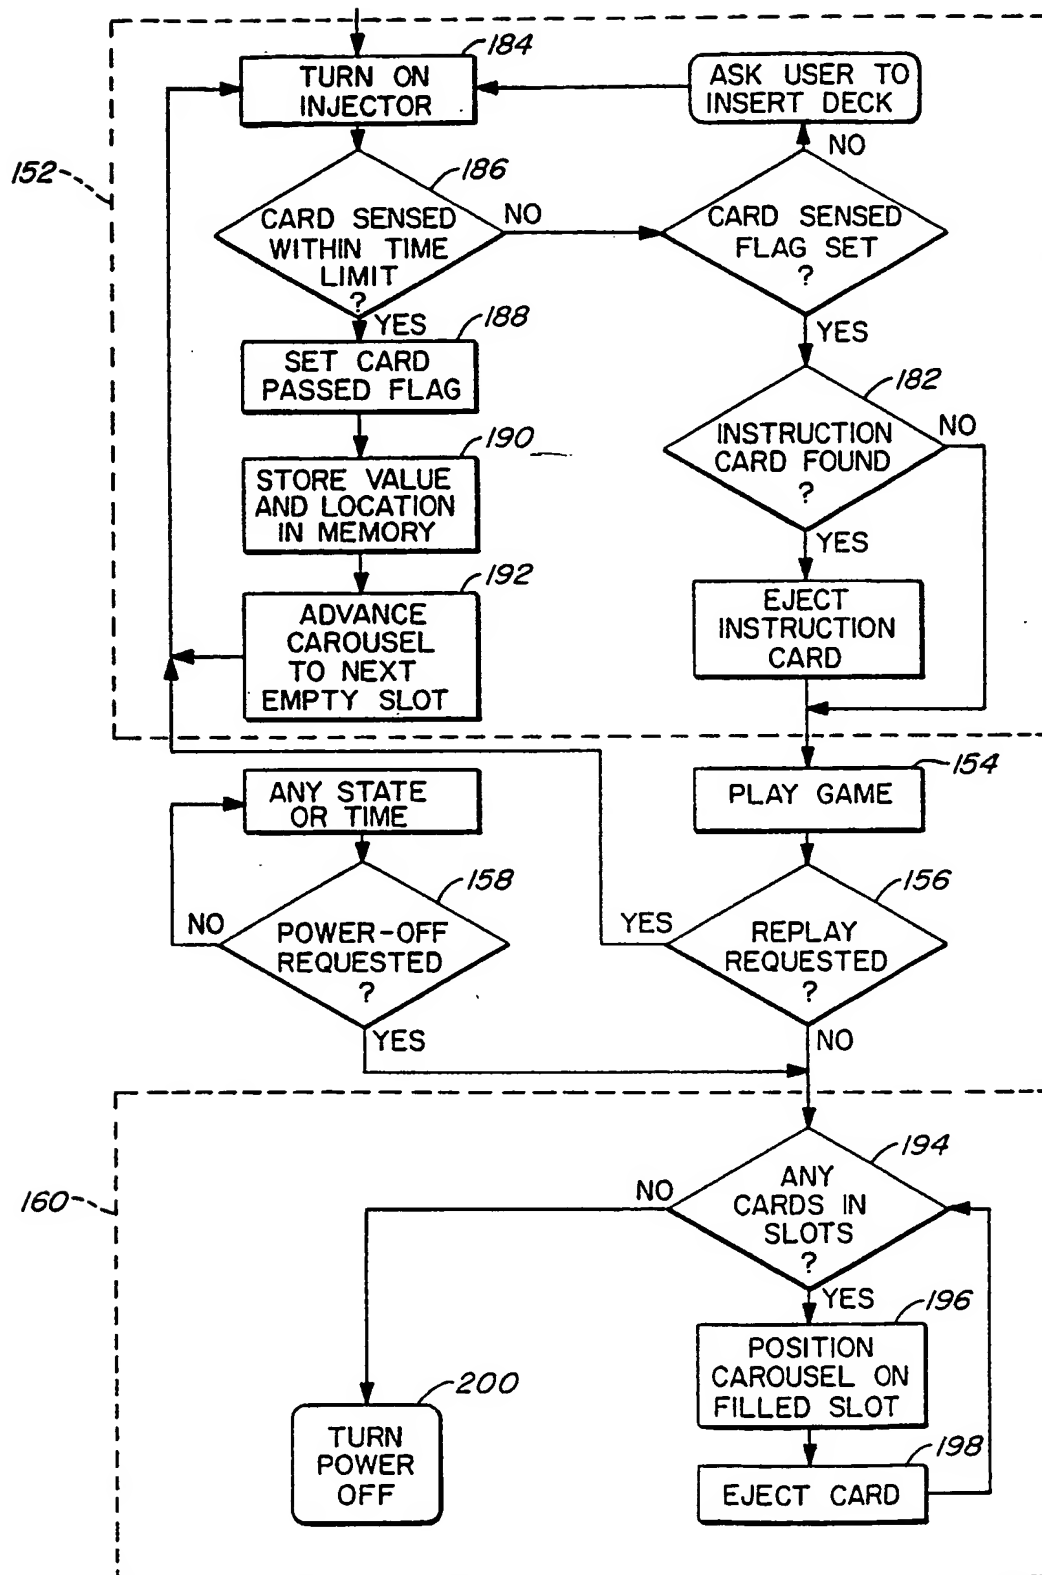 184
TURN ON
INJECTOR
ASK USER TO
INSERT DECK
NO
152
186
CARD SENSED
WITHIN TIME
LIMIT
?
NO
CARD SENSED
FLAG SET
?
YES
188
YES
SET CARD
PASSED FLAG
182
INSTRUCTION
CARD FOUND
?
NO
190
STORE VALUE
AND LOCATION
IN MEMORY
YES
192
ADVANCE
CAROUSEL
TO NEXT
EMPTY SLOT
EJECT
INSTRUCTION
CARD
154
PLAY GAME
ANY STATE
OR TIME
158
NO
POWER-OFF
REQUESTED
?
YES
156
YES
REPLAY
REQUESTED
?
NO
160
194
NO
ANY
CARDS IN
SLOTS
?
YES
196
POSITION
CAROUSEL ON
FILLED SLOT
200
TURN
POWER
OFF
198
EJECT CARD